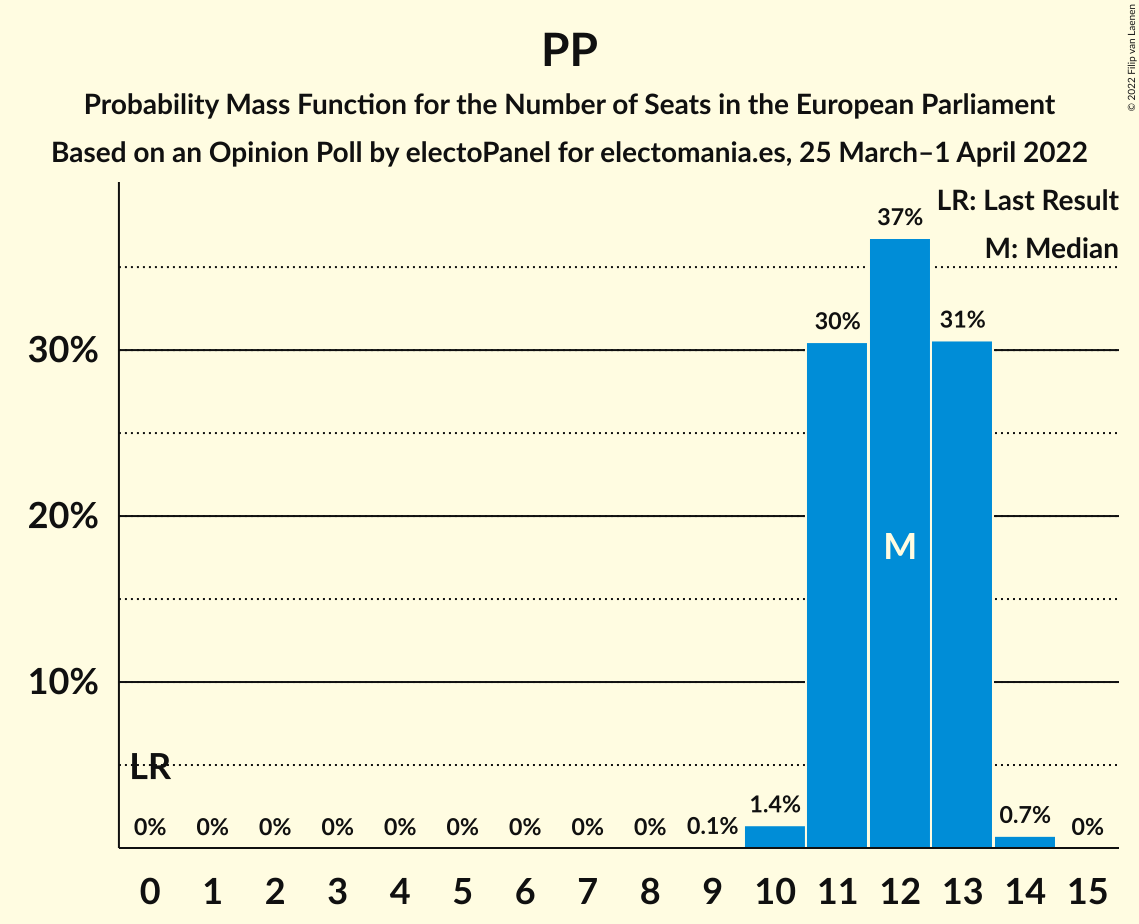 PP
Probability Mass Function for the Number of Seats in the European Parliament
Based on an Opinion Poll by electoPanel for electomania.es, 25 March–1 April 2022
© 2022 Filip van Laenen
LR: Last Result
M: Median
37%
31%
30%
30%
20%
M
10%
LR
0% 0% 0% 0% 0% 0% 0% 0% 0% 0.1% 1.4% 0.7% 0%
0 1 2 3 4 5 6 7 8 9 10 11 12 13 14 15